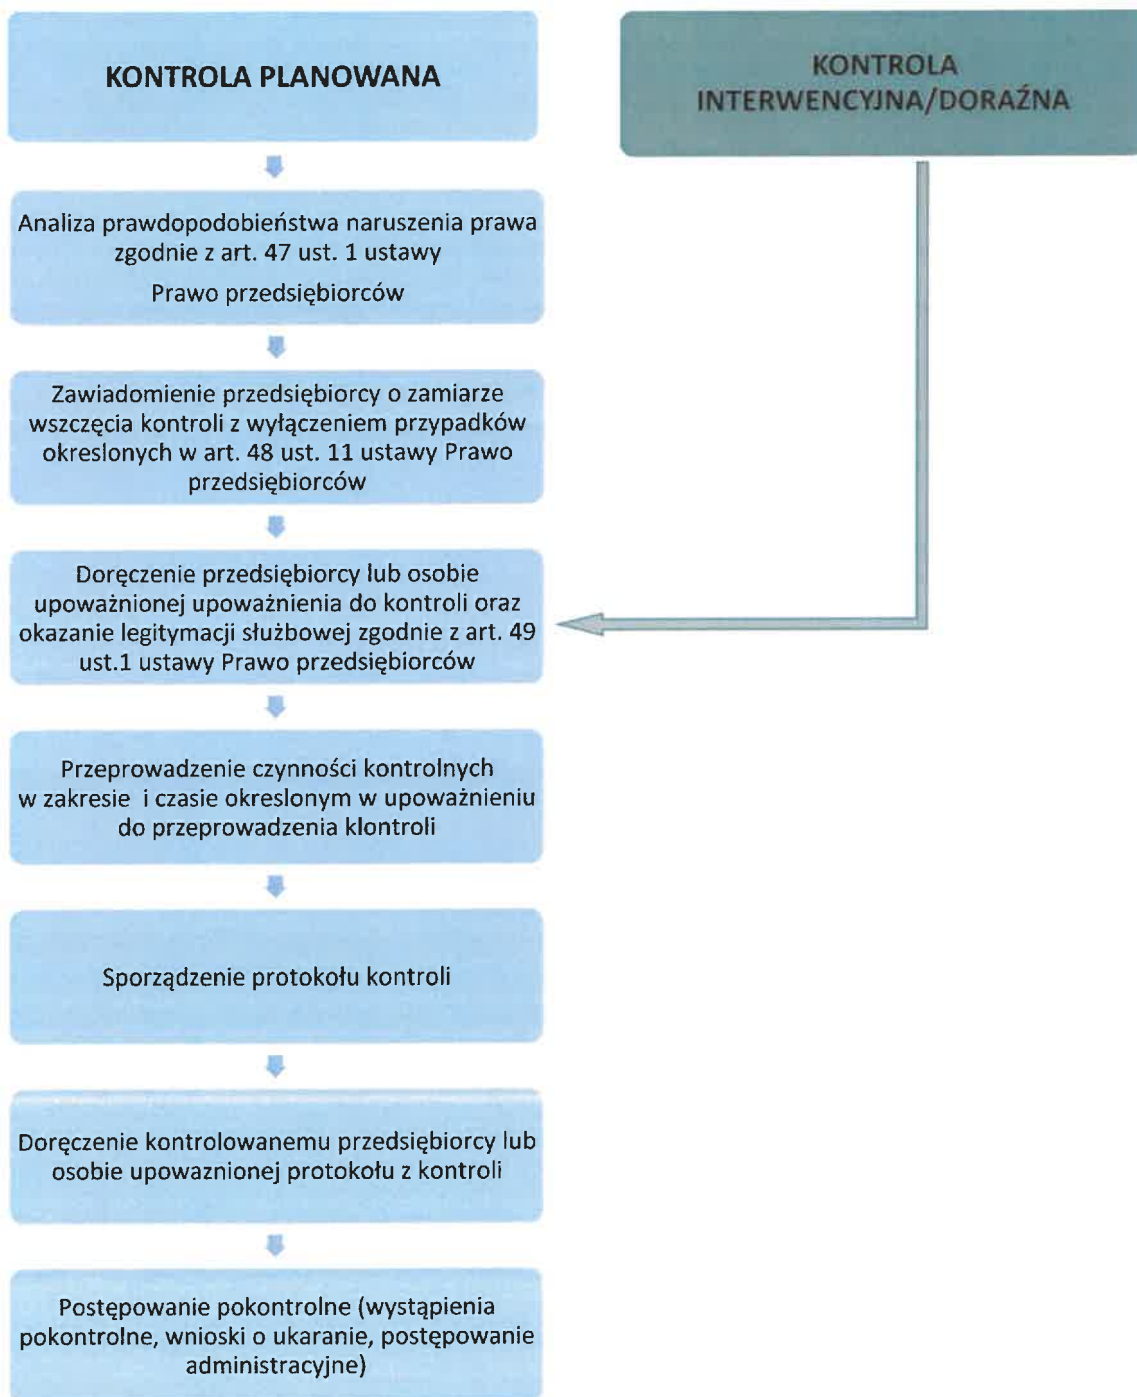 KONTROLA PLANOWANA
KONTROLA
INTERWENCYJNA/DORAŹNA
Analiza prawdopodobieństwa naruszenia prawa
zgodnie z art. 47 ust. 1 ustawy
Prawo przedsiębiorców
Zawiadomienie przedsiębiorcy o zamiarze
wszczęcia kontroli z wyłączeniem przypadków
okreslonych w art. 48 ust. 11 ustawy Prawo
przedsiębiorców
Doręczenie przedsiębiorcy lub osobie
upoważnionej upoważnienia do kontroli oraz
okazanie legitymacji służbowej zgodnie z art. 49
ust.1 ustawy Prawo przedsiębiorców
Przeprowadzenie czynności kontrolnych
w zakresie i czasie okreslonym w upoważnieniu
do przeprowadzenia klontroli
Sporządzenie protokołu kontroli
Doręczenie kontrolowanemu przedsiębiorcy lub
osobie upowaznionej protokołu z kontroli
Postępowanie pokontrolne (wystąpienia
pokontrolne, wnioski o ukaranie, postępowanie
administracyjne)